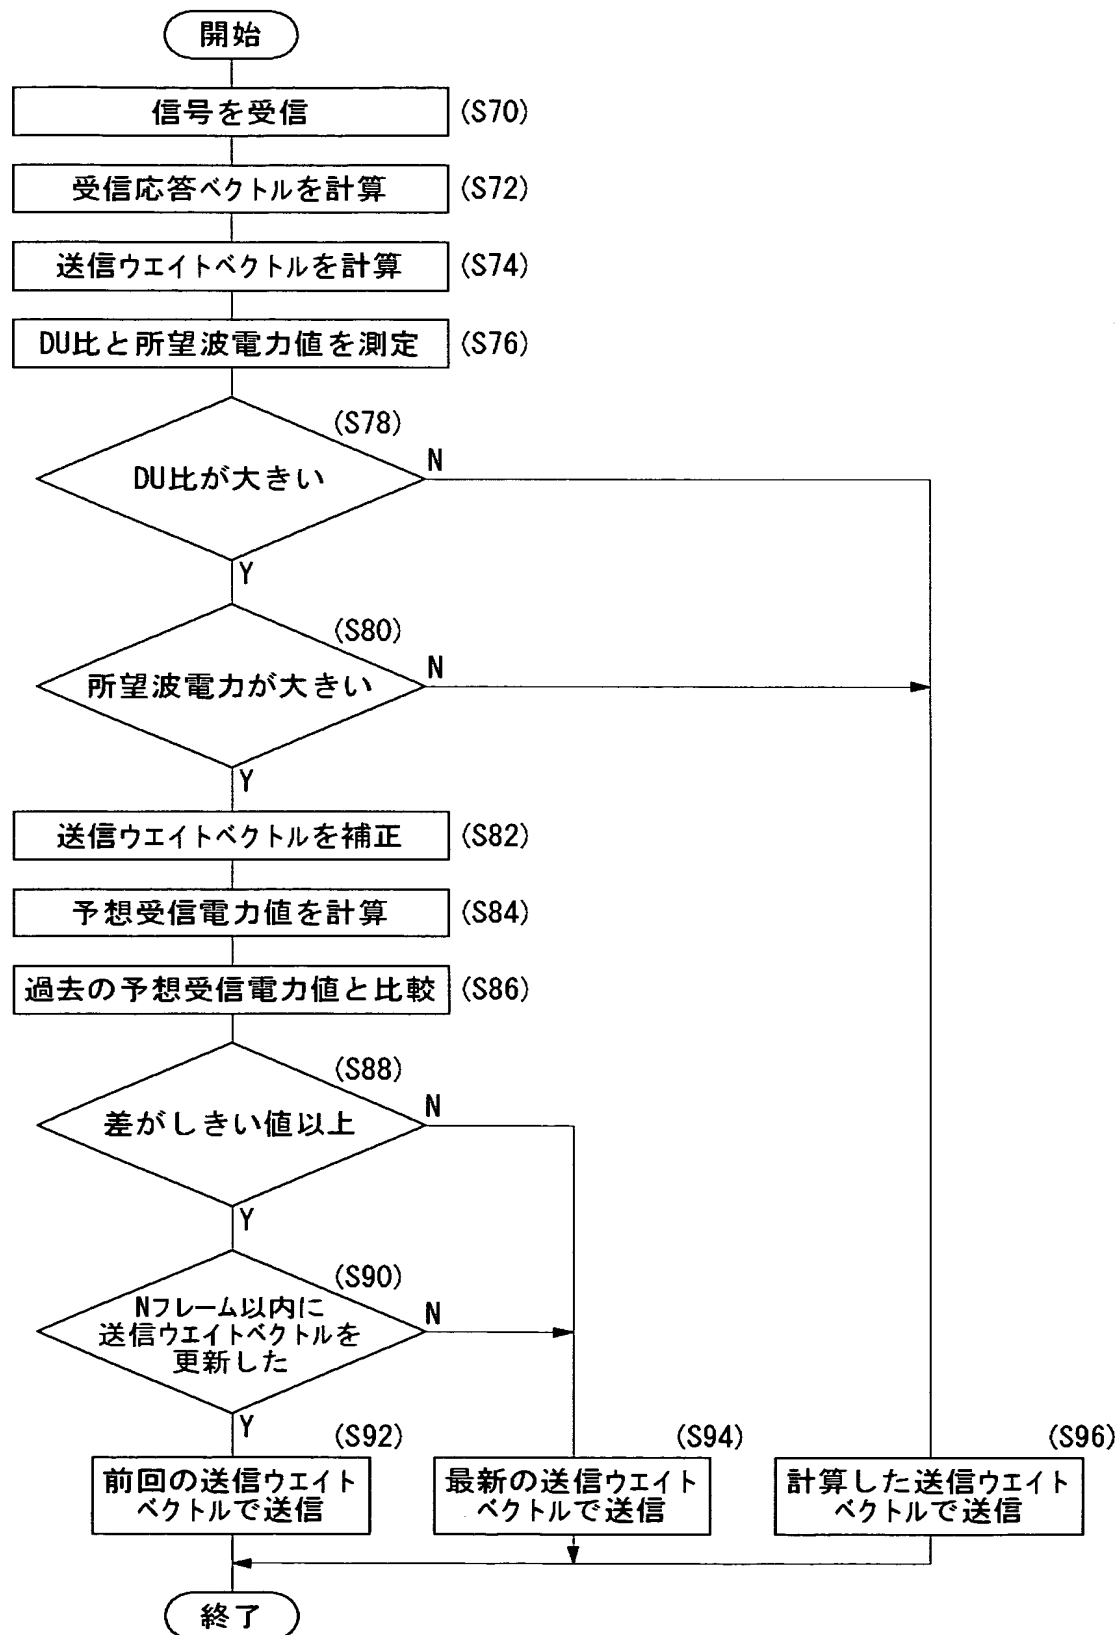 開始
信号を受信 (S70)
受信応答ベクトルを計算 (S72)
送信ウエイトベクトルを計算 (S74)
DU比と所望波電力値を測定 (S76)
(S78)
DU比が大きい
N
Y
(S80)
所望波電力が大きい
N
Y
送信ウエイトベクトルを補正 (S82)
予想受信電力値を計算 (S84)
過去の予想受信電力値と比較 (S86)
(S88)
差がしきい値以上
N
Y
(S90)
Nフレーム以内に
送信ウエイトベクトルを
更新した
N
Y
(S92)
前回の送信ウエイト
ベクトルで送信
(S94)
最新の送信ウエイト
ベクトルで送信
(S96)
計算した送信ウエイト
ベクトルで送信
終了